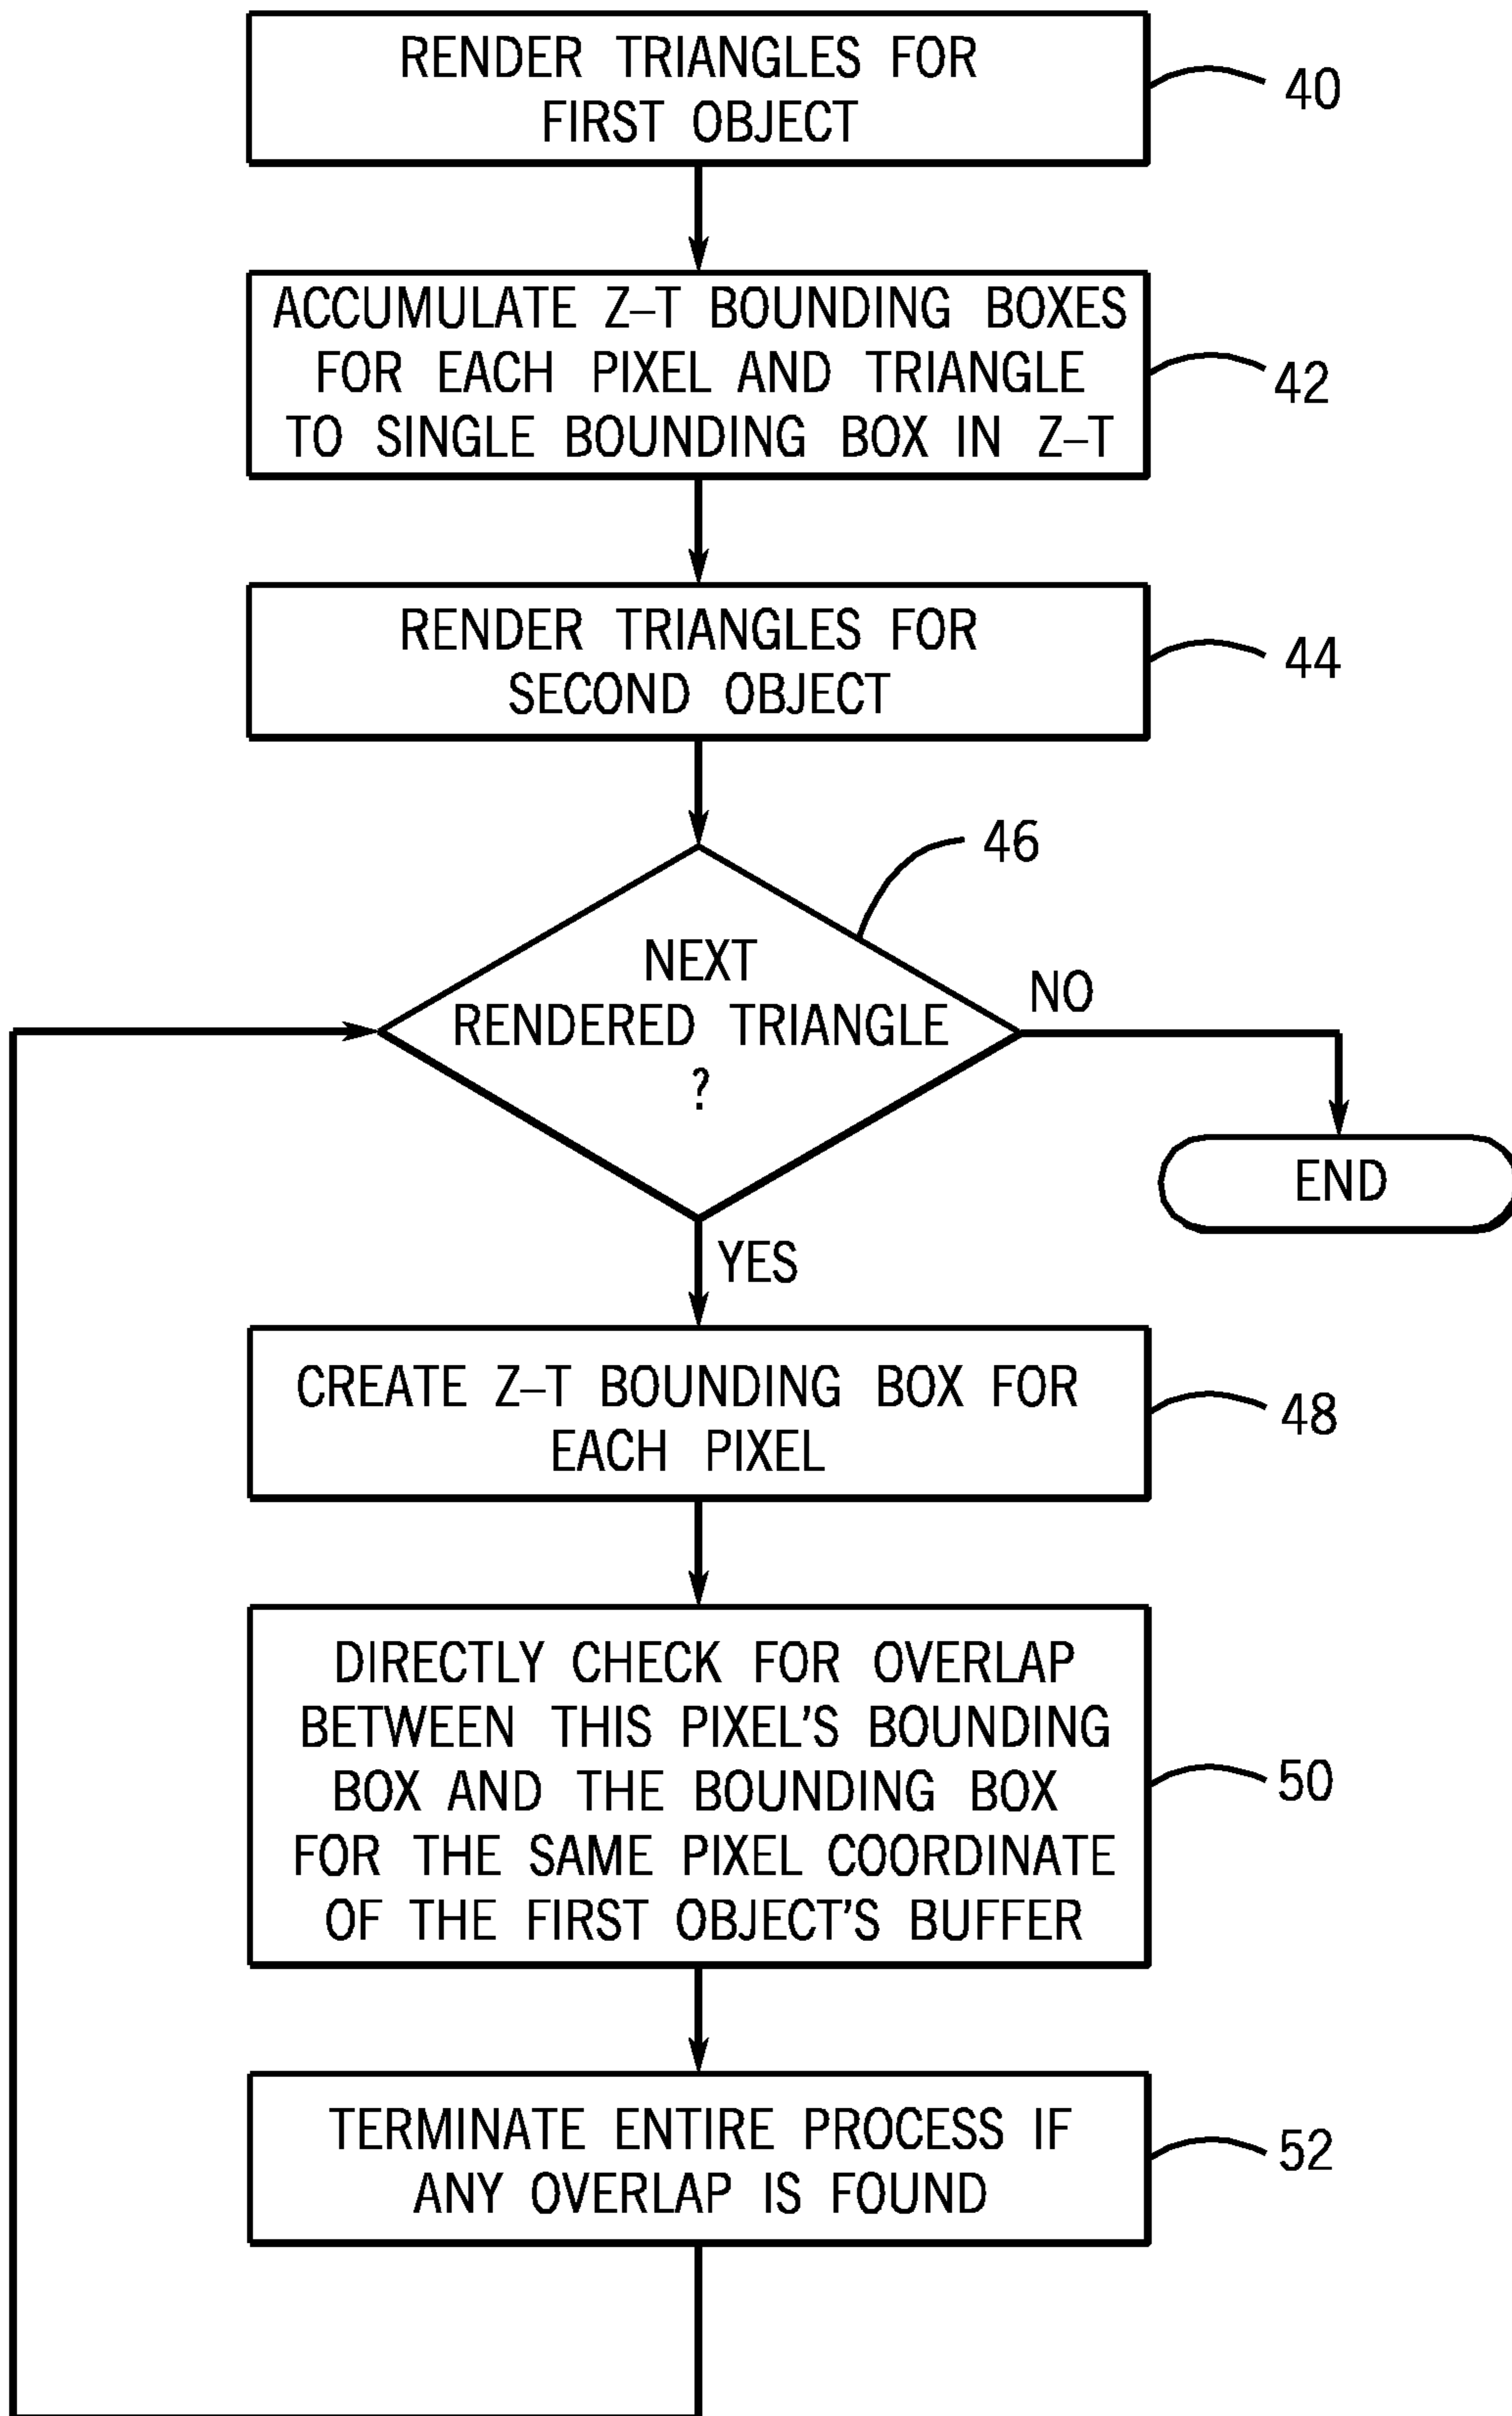 RENDER TRIANGLES FOR
FIRST OBJECT
40
ACCUMULATE Z–T BOUNDING BOXES
FOR EACH PIXEL AND TRIANGLE
TO SINGLE BOUNDING BOX IN Z–T
42
RENDER TRIANGLES FOR
SECOND OBJECT
44
46
NEXT
RENDERED TRIANGLE
?
NO
END
YES
CREATE Z–T BOUNDING BOX FOR
EACH PIXEL
48
DIRECTLY CHECK FOR OVERLAP
BETWEEN THIS PIXEL'S BOUNDING
BOX AND THE BOUNDING BOX
FOR THE SAME PIXEL COORDINATE
OF THE FIRST OBJECT'S BUFFER
50
TERMINATE ENTIRE PROCESS IF
ANY OVERLAP IS FOUND
52